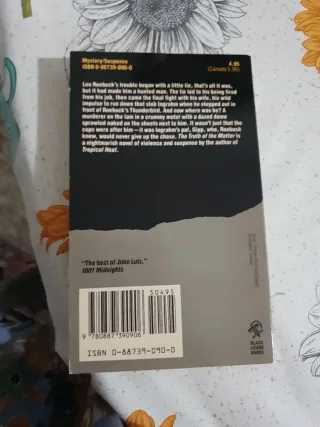 Mystery/Suspense
ISBN 0-88739-090-0
4.95
(Canada 5.95)
Lou Roebuck's trouble began with a little lie, that's all it was,
but it had made him a hunted man. The lie led to his being fired
from his job, then came the final fight with his wife, his wild
impulse to run down that slob Ingrahm when he stepped out in
front of Roebuck's Thunderbird. And now where was he? A
murderer on the lam in a crummy motel with a dazed dame
sprawled naked on the sheets next to him. It wasn't just that the
cops were after him—it was Ingrahm's pal, Gipp, who, Roebuck
knew, would never give up the chase. The Truth of the Matter is
a nightmarish novel of violence and suspense by the author of
Tropical Heat.
"The best of John Lutz."
1001 Midnights
50495
9 780887 390906
ISBN 0-88739-090-0
BLACK
LIZARD
BOOKS